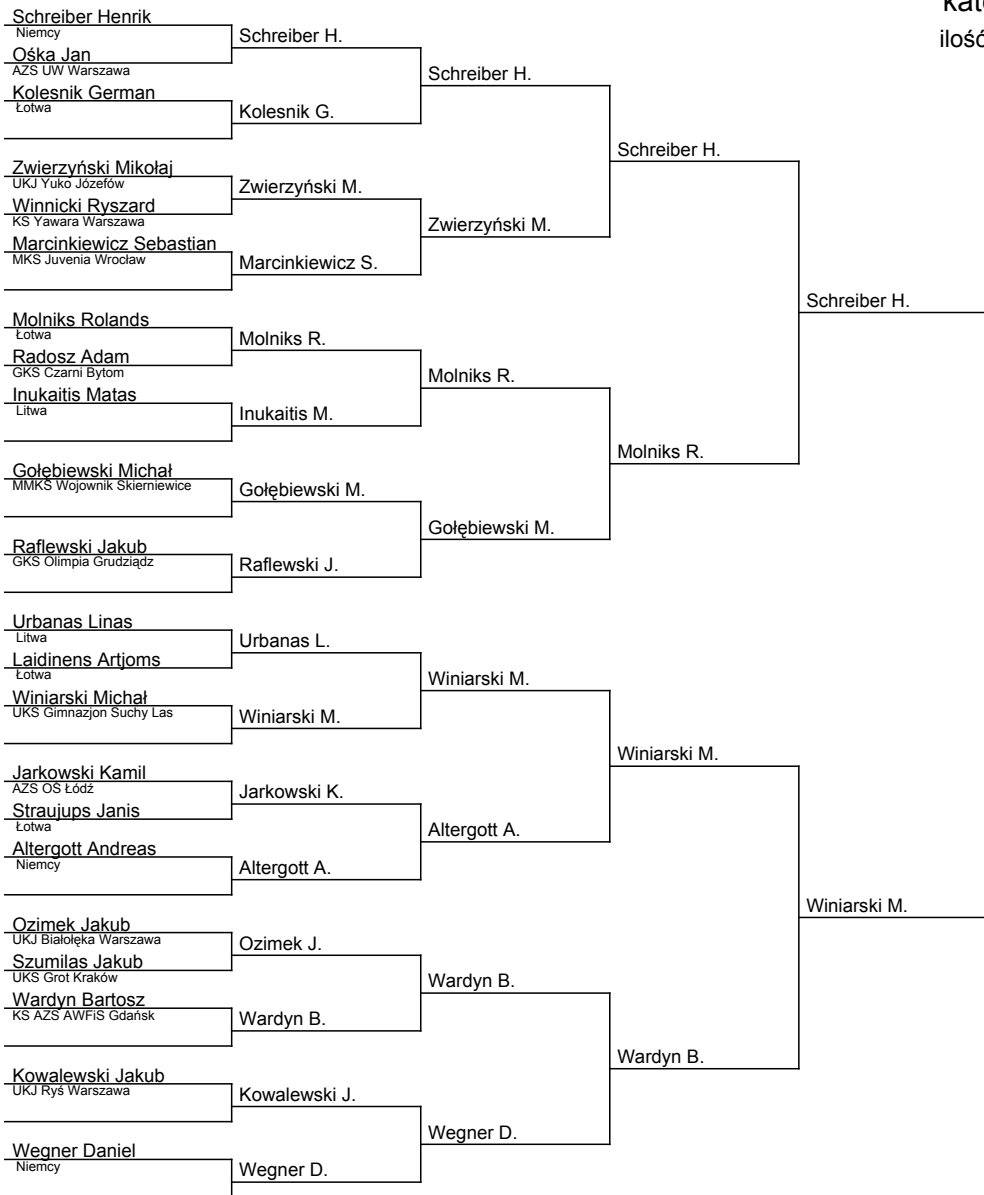 kate
ilość
Schreiber Henrik
Niemcy
Ośka Jan
AZS UW Warszawa
Kolesnik German
Łotwa
Zwierzyński Mikołaj
UKJ Yuko Józefów
Winnicki Ryszard
KS Yawara Warszawa
Marcinkiewicz Sebastian
MKS Juvenia Wrocław
Molniks Rolands
Łotwa
Radosz Adam
GKS Czarni Bytom
Inukaitis Matas
Litwa
Gołębiewski Michał
MMKS Wojownik Skierniewice
Raflewski Jakub
GKS Olimpia Grudziądz
Urbanas Linas
Litwa
Laidinens Artjoms
Łotwa
Winiarski Michał
UKS Gimnazjon Suchy Las
Jarkowski Kamil
AZS OŚ Łódź
Straujups Janis
Łotwa
Altergott Andreas
Niemcy
Ozimek Jakub
UKJ Białołęka Warszawa
Szumilas Jakub
UKS Grot Kraków
Wardyn Bartosz
KS AZS AWFiS Gdańsk
Kowalewski Jakub
UKJ Ryś Warszawa
Wegner Daniel
Niemcy
Schreiber H.
Kolesnik G.
Zwierzyński M.
Marcinkiewicz S.
Molniks R.
Inukaitis M.
Gołębiewski M.
Raflewski J.
Urbanas L.
Winiarski M.
Jarkowski K.
Altergott A.
Ozimek J.
Wardyn B.
Kowalewski J.
Wegner D.
Schreiber H.
Zwierzyński M.
Molniks R.
Gołębiewski M.
Winiarski M.
Altergott A.
Wardyn B.
Wegner D.
Schreiber H.
Molniks R.
Winiarski M.
Wardyn B.
Schreiber H.
Winiarski M.